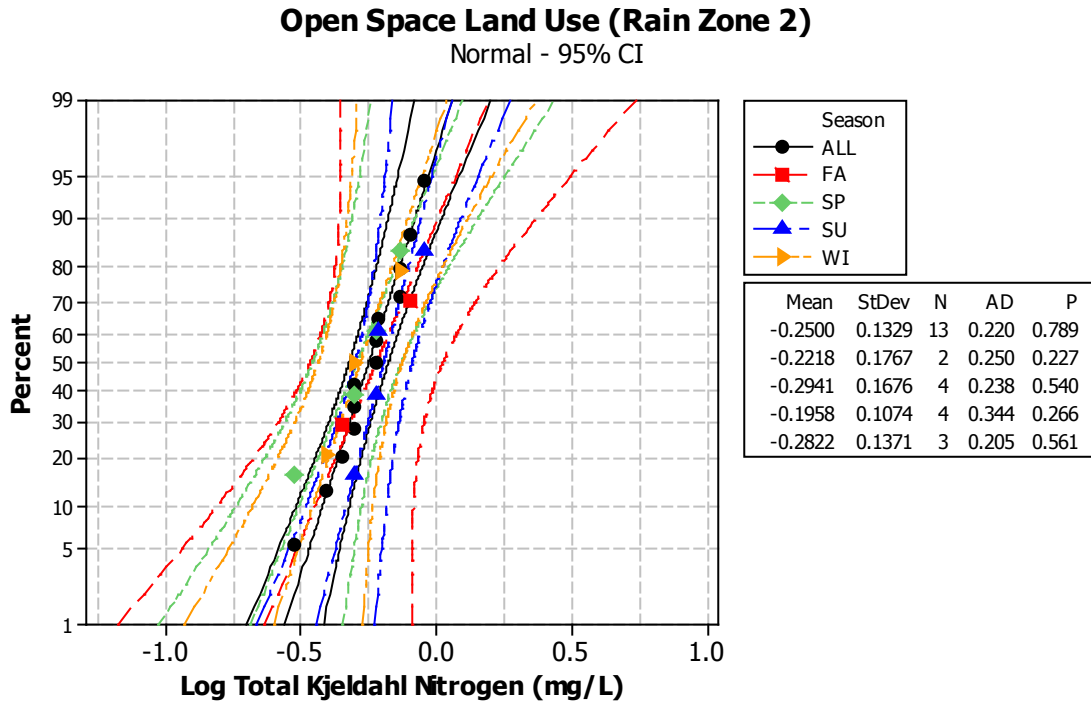 Open Space Land Use (Rain Zone 2)
Normal - 95% CI
99
95
90
80
70
60
50
40
30
20
10
5
1
Percent
-1.0 -0.5 0.0 0.5 1.0
Log Total Kjeldahl Nitrogen (mg/L)
Season
ALL
FA
SP
SU
WI
Mean StDev N AD P
-0.2500 0.1329 13 0.220 0.789
-0.2218 0.1767 2 0.250 0.227
-0.2941 0.1676 4 0.238 0.540
-0.1958 0.1074 4 0.344 0.266
-0.2822 0.1371 3 0.205 0.561